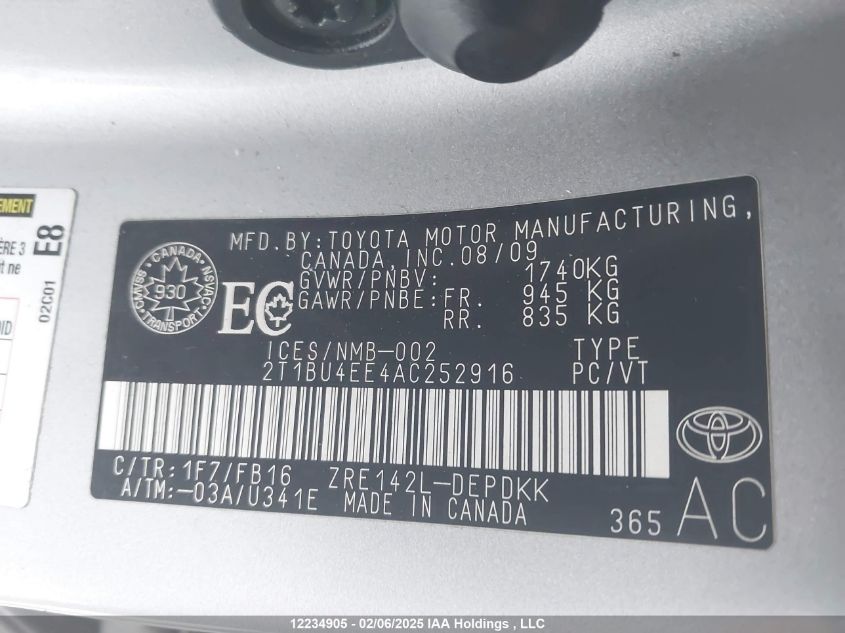 EMENT
ÈRE 3
it ne
E8
02C01
OID
MFD. BY: TOYOTA MOTOR MANUFACTURING,
CANADA, INC. 08/09
GVWR/PNBV: 1740KG
GAWR/PNBE: FR. 945 KG
RR. 835 KG
CANADA
930
TRANSPORT
NSVAC
EC
ICES/NMB-002 TYPE
2T1BU4EE4AC252916 PC/VT
C/TR: 1F7/FB16 ZRE142L-DEPDKK
A/TM: -03A/U341E MADE IN CANADA
365 AC
12234905 - 02/06/2025 IAA Holdings , LLC